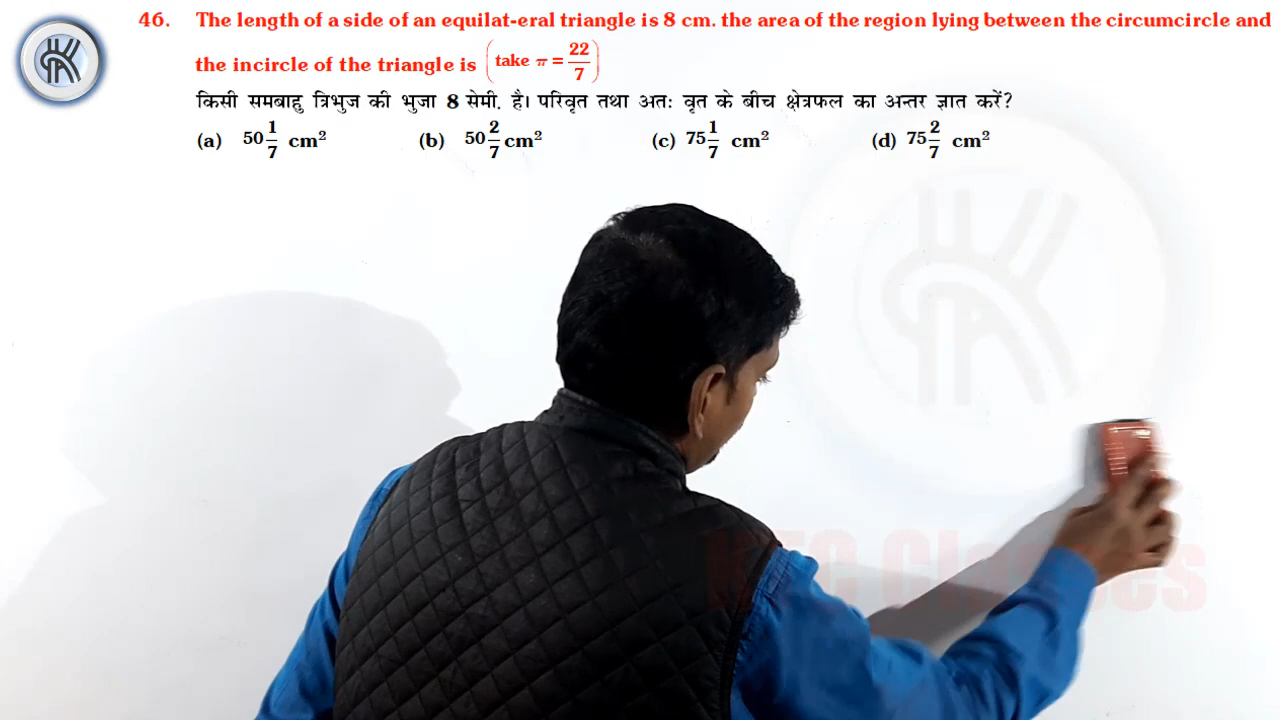 46. The length of a side of an equilat-eral triangle is 8 cm. the area of the region lying between the circumcircle and
the incircle of the triangle is (take π = 22/7)
किसी समबाहु त्रिभुज की भुजा 8 सेमी. है। परिवृत तथा अतः वृत के बीच क्षेत्रफल का अन्तर ज्ञात करें?
(a) 50 1/7 cm² (b) 50 2/7 cm² (c) 75 1/7 cm² (d) 75 2/7 cm²
KTC Classes